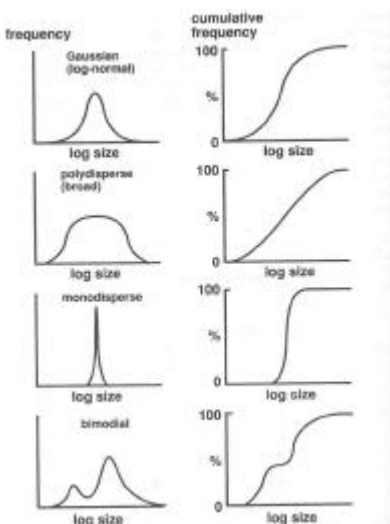 frequency
cumulative
frequency
Gaussian
(log-normal)
100
%
0
log size
log size
polydisperse
(broad)
100
%
0
log size
log size
monodisperse
100
%
0
log size
log size
bimodial
100
%
0
log size
log size